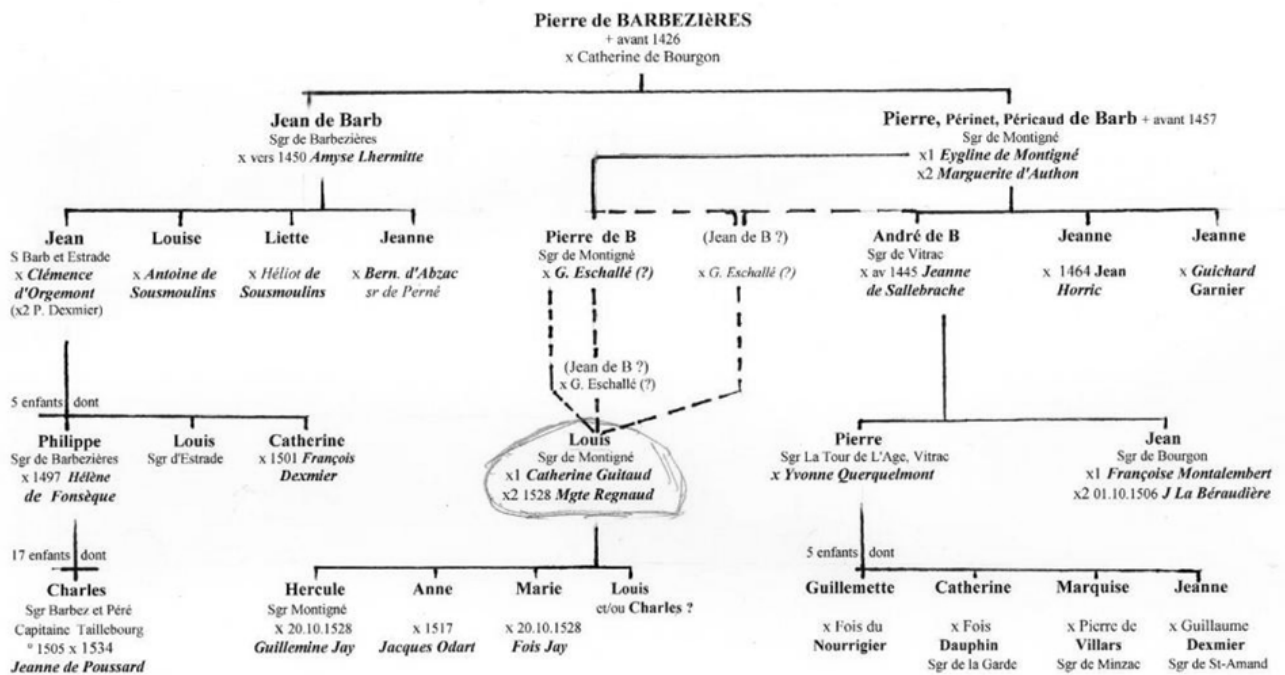 Pierre de BARBEZIèRES
+ avant 1426
x Catherine de Bourgon
Jean de Barb
Sgr de Barbezières
x vers 1450 Amyse Lhermitte
Pierre, Périnet, Péricaud de Barb + avant 1457
Sgr de Montigné
x1 Eygline de Montigné
x2 Marguerite d'Authon
Jean
S Barb et Estrade
x Clémence
d'Orgemont
(x2 P. Dexmier)
Louise
x Antoine de
Sousmoulins
Liette
x Héliot de
Sousmoulins
Jeanne
x Bern. d'Abzac
sr de Perné
Pierre de B
Sgr de Montigné
x G. Eschallé (?)
(Jean de B ?)
x G. Eschallé (?)
André de B
Sgr de Vitrac
x av 1445 Jeanne
de Sallebrache
Jeanne
x 1464 Jean
Horric
Jeanne
x Guichard
Garnier
(Jean de B ?)
x G. Eschallé (?)
5 enfants dont
Philippe
Sgr de Barbezières
x 1497 Hélène
de Fonsèque
Louis
Sgr d'Estrade
Catherine
x 1501 François
Dexmier
Louis
Sgr de Montigné
x1 Catherine Guitaud
x2 1528 Mgte Regnaud
Pierre
Sgr La Tour de L'Age, Vitrac
x Yvonne Querquelmont
Jean
Sgr de Bourgon
x1 Françoise Montalembert
x2 01.10.1506 J La Béraudière
17 enfants dont
Charles
Sgr Barbez et Péré
Capitaine Taillebourg
° 1505 x 1534
Jeanne de Poussard
Hercule
Sgr Montigné
x 20.10.1528
Guillemine Jay
Anne
x 1517
Jacques Odart
Marie
x 20.10.1528
Fois Jay
Louis
et/ou Charles ?
5 enfants dont
Guillemette
x Fois du
Nourrigier
Catherine
x Fois
Dauphin
Sgr de la Garde
Marquise
x Pierre de
Villars
Sgr de Minzac
Jeanne
x Guillaume
Dexmier
Sgr de St-Amand